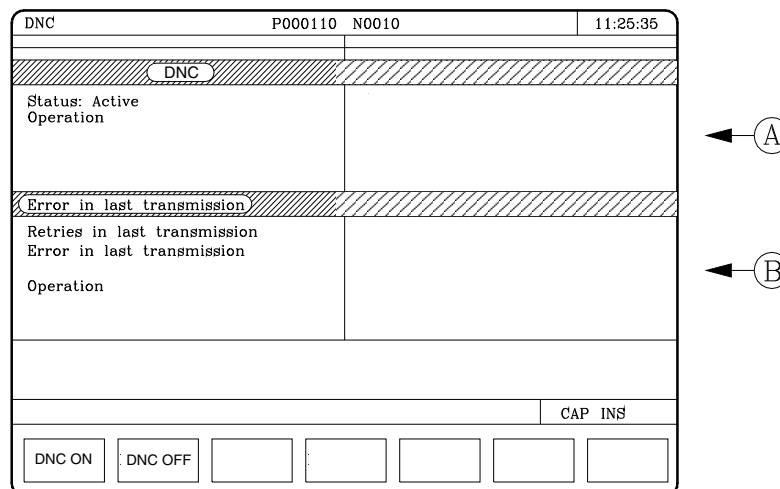 DNC P000110 N0010 11:25:35
DNC
Status: Active
Operation
A
Error in last transmission
Retries in last transmission
Error in last transmission
B
Operation
CAP INS
DNC ON DNC OFF